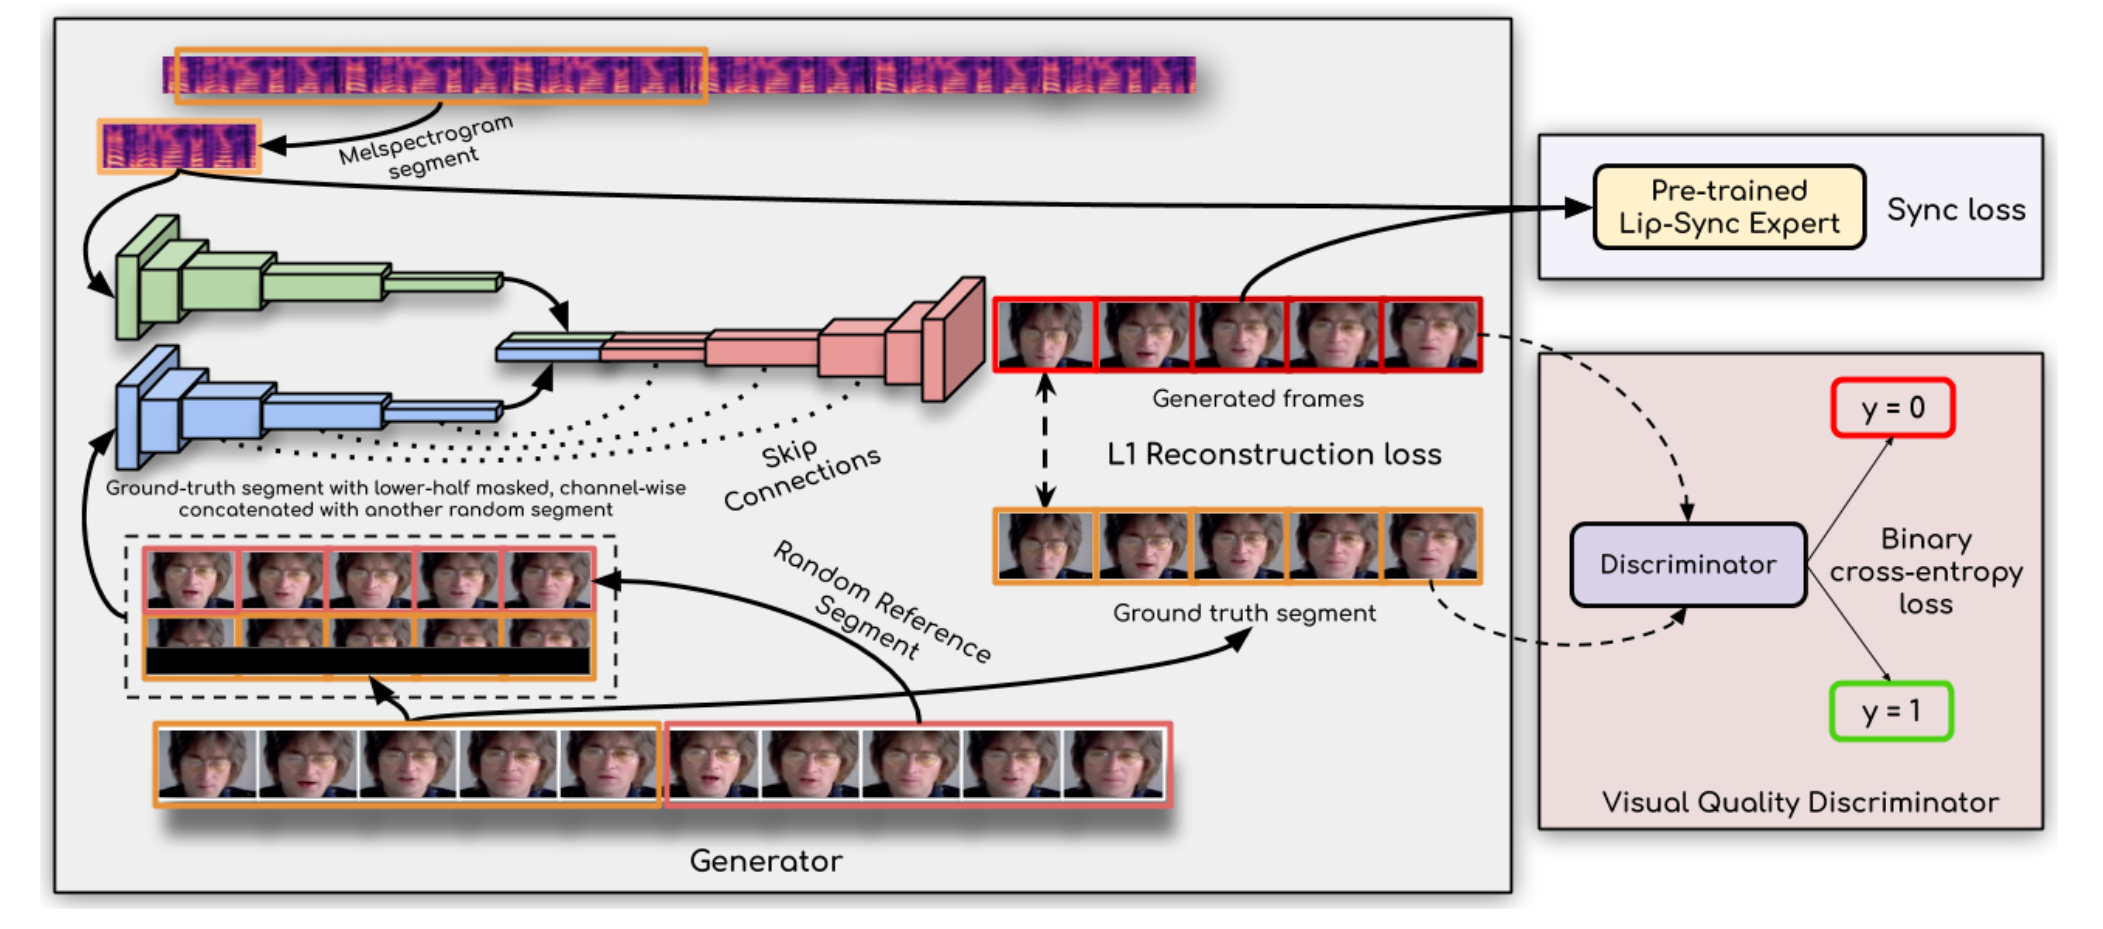 Melspectrogram
segment
Pre-trained
Lip-Sync Expert
Sync loss
Generated frames
L1 Reconstruction loss
Skip
Connections
Ground-truth segment with lower-half masked, channel-wise
concatenated with another random segment
Random Reference
Segment
Ground truth segment
y = 0
Discriminator
Binary
cross-entropy
loss
y = 1
Visual Quality Discriminator
Generator